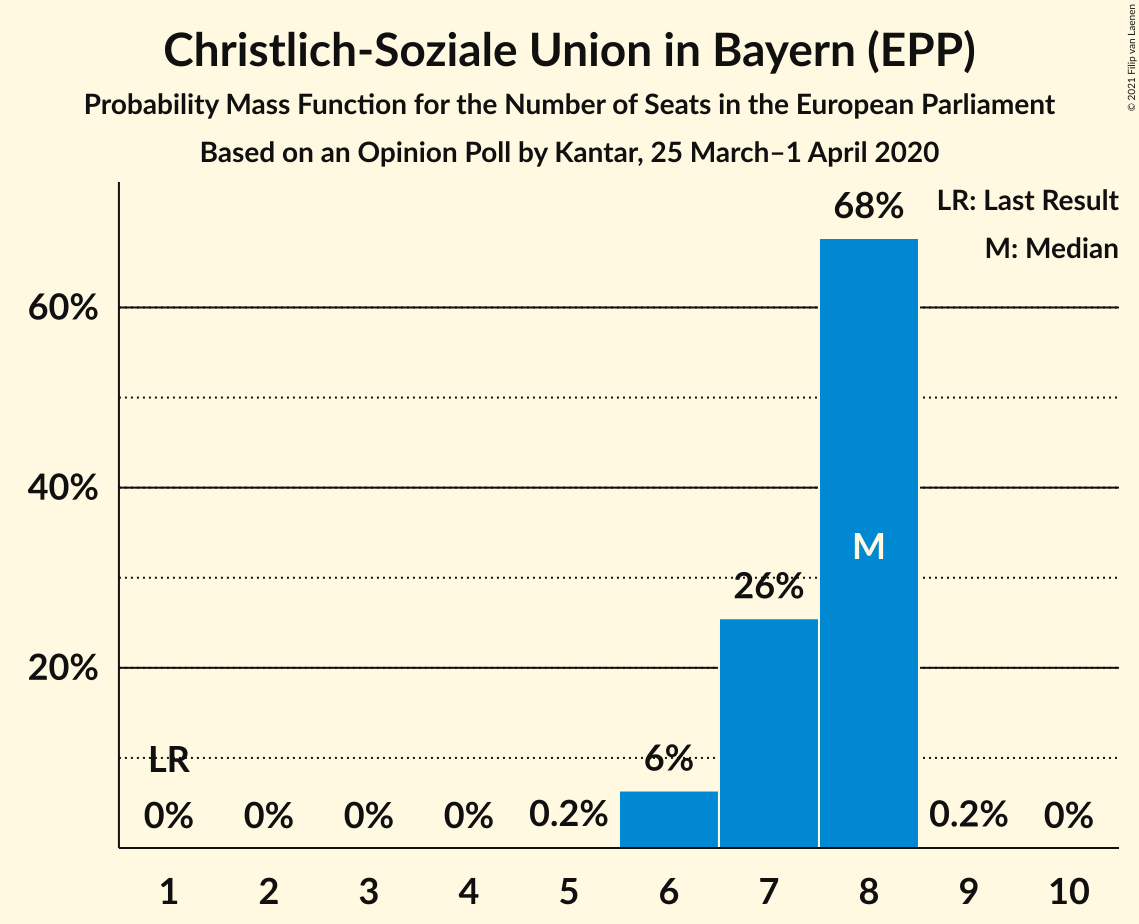 Christlich-Soziale Union in Bayern (EPP)
Probability Mass Function for the Number of Seats in the European Parliament
Based on an Opinion Poll by Kantar, 25 March–1 April 2020
© 2021 Filip van Laenen
LR: Last Result
M: Median
68%
60%
40%
M
26%
20%
LR
6%
0% 0% 0% 0% 0.2% 0.2% 0%
1 2 3 4 5 6 7 8 9 10